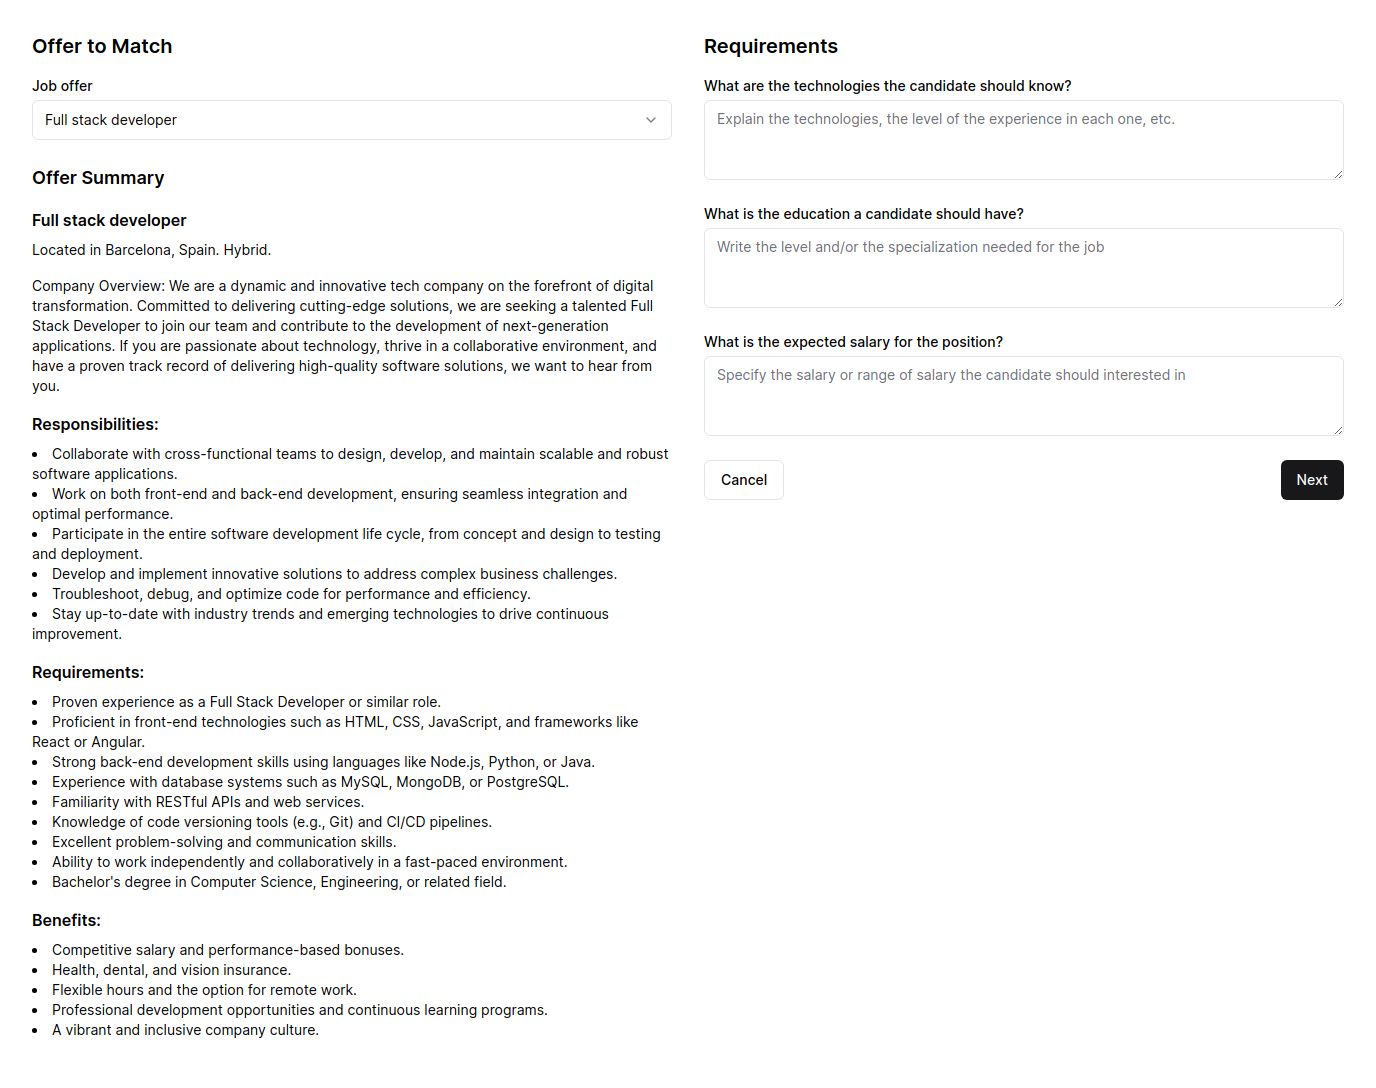 Offer to Match
Job offer
Full stack developer
Offer Summary
Full stack developer
Located in Barcelona, Spain. Hybrid.
Company Overview: We are a dynamic and innovative tech company on the forefront of digital
transformation. Committed to delivering cutting-edge solutions, we are seeking a talented Full
Stack Developer to join our team and contribute to the development of next-generation
applications. If you are passionate about technology, thrive in a collaborative environment, and
have a proven track record of delivering high-quality software solutions, we want to hear from
you.
Responsibilities:
• Collaborate with cross-functional teams to design, develop, and maintain scalable and robust
software applications.
• Work on both front-end and back-end development, ensuring seamless integration and
optimal performance.
• Participate in the entire software development life cycle, from concept and design to testing
and deployment.
• Develop and implement innovative solutions to address complex business challenges.
• Troubleshoot, debug, and optimize code for performance and efficiency.
• Stay up-to-date with industry trends and emerging technologies to drive continuous
improvement.
Requirements:
• Proven experience as a Full Stack Developer or similar role.
• Proficient in front-end technologies such as HTML, CSS, JavaScript, and frameworks like
React or Angular.
• Strong back-end development skills using languages like Node.js, Python, or Java.
• Experience with database systems such as MySQL, MongoDB, or PostgreSQL.
• Familiarity with RESTful APIs and web services.
• Knowledge of code versioning tools (e.g., Git) and CI/CD pipelines.
• Excellent problem-solving and communication skills.
• Ability to work independently and collaboratively in a fast-paced environment.
• Bachelor's degree in Computer Science, Engineering, or related field.
Benefits:
• Competitive salary and performance-based bonuses.
• Health, dental, and vision insurance.
• Flexible hours and the option for remote work.
• Professional development opportunities and continuous learning programs.
• A vibrant and inclusive company culture.
Requirements
What are the technologies the candidate should know?
Explain the technologies, the level of the experience in each one, etc.
What is the education a candidate should have?
Write the level and/or the specialization needed for the job
What is the expected salary for the position?
Specify the salary or range of salary the candidate should interested in
Cancel
Next